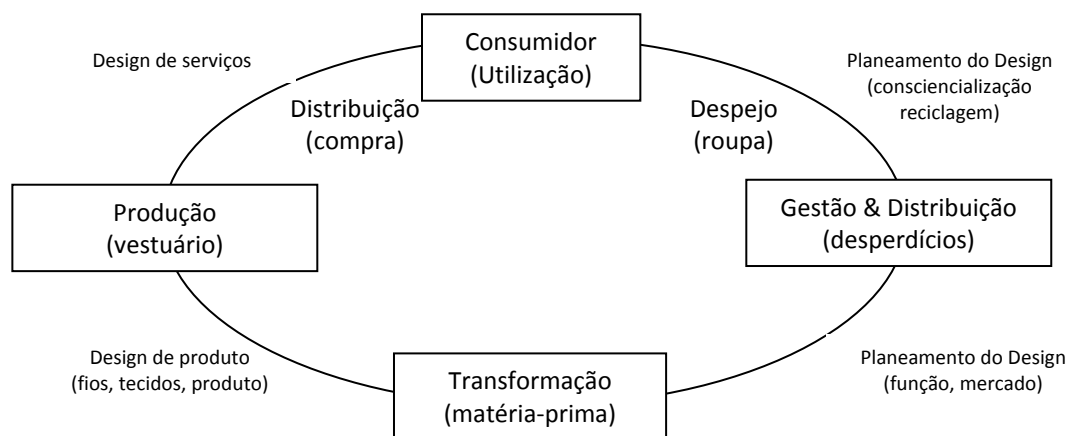 Consumidor
(Utilização)
Design de serviços
Planeamento do Design
(consciencialização
reciclagem)
Distribuição
(compra)
Despejo
(roupa)
Produção
(vestuário)
Gestão & Distribuição
(desperdícios)
Design de produto
(fios, tecidos, produto)
Transformação
(matéria-prima)
Planeamento do Design
(função, mercado)